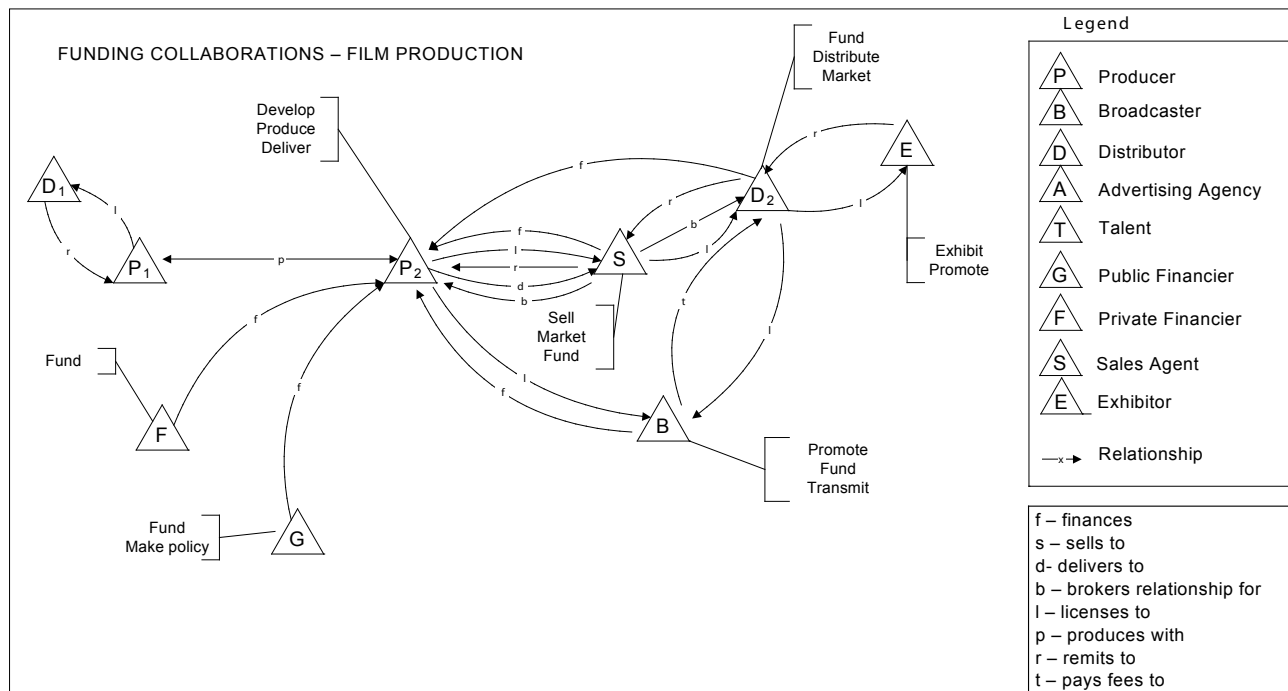 FUNDING COLLABORATIONS – FILM PRODUCTION
Develop
Produce
Deliver
Fund
Distribute
Market
D1
l
r
P1
p
P2
f
l
r
d
b
S
Sell
Market
Fund
f
r
b
l
D2
r
l
E
Exhibit
Promote
t
l
l
f
B
Promote
Fund
Transmit
f
Fund
F
f
Fund
Make policy
G
Legend
P Producer
B Broadcaster
D Distributor
A Advertising Agency
T Talent
G Public Financier
F Private Financier
S Sales Agent
E Exhibitor
x Relationship
f – finances
s – sells to
d- delivers to
b – brokers relationship for
l – licenses to
p – produces with
r – remits to
t – pays fees to